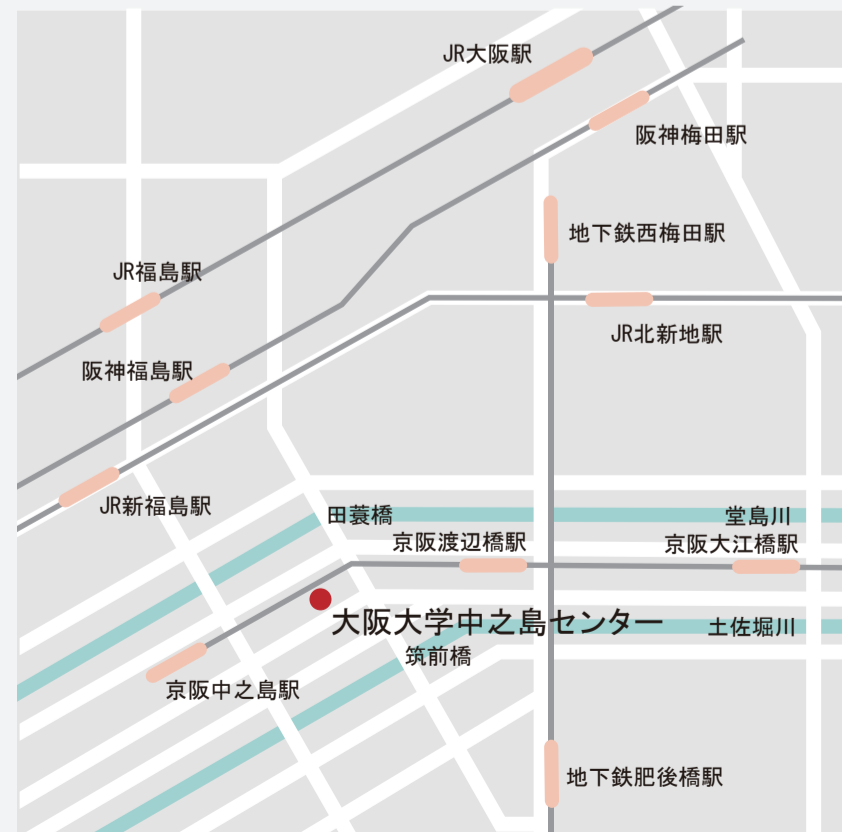 JR大阪駅
阪神梅田駅
地下鉄西梅田駅
JR福島駅
JR北新地駅
阪神福島駅
JR新福島駅
田蓑橋
堂島川
京阪渡辺橋駅
京阪大江橋駅
大阪大学中之島センター
土佐堀川
筑前橋
京阪中之島駅
地下鉄肥後橋駅